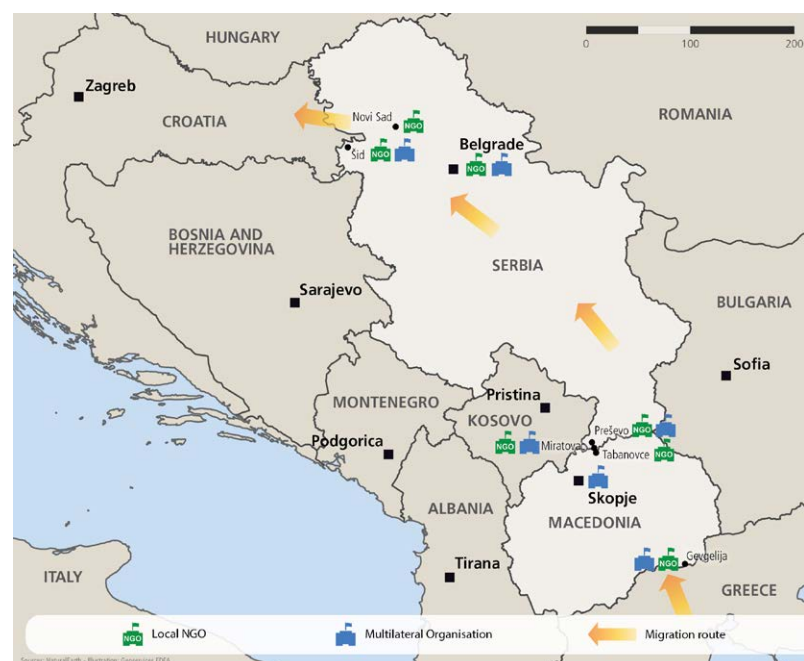 HUNGARY
0 50 100 200
Zagreb
ROMANIA
CROATIA
Novi Sad
NGO
Šid
NGO
Belgrade
NGO
BOSNIA AND
HERZEGOVINA
SERBIA
Sarajevo
BULGARIA
Sofia
MONTENEGRO
Pristina
KOSOVO
Preševo
NGO
NGO
Miratovac
Tabanovce
NGO
Podgorica
Skopje
ALBANIA
MACEDONIA
Tirana
NGO
Gevgelija
ITALY
GREECE
NGO
Local NGO
Multilateral Organisation
Migration route